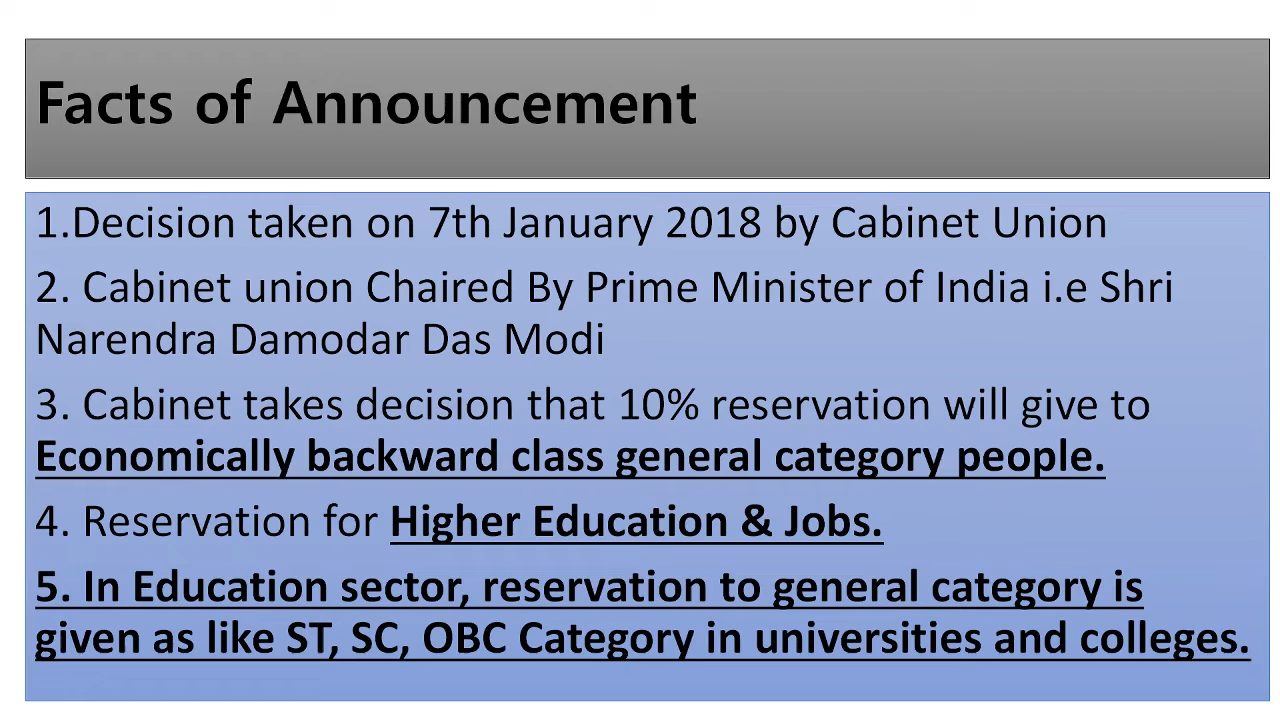 Facts of Announcement
1.Decision taken on 7th January 2018 by Cabinet Union
2. Cabinet union Chaired By Prime Minister of India i.e Shri
Narendra Damodar Das Modi
3. Cabinet takes decision that 10% reservation will give to
Economically backward class general category people.
4. Reservation for Higher Education & Jobs.
5. In Education sector, reservation to general category is
given as like ST, SC, OBC Category in universities and colleges.